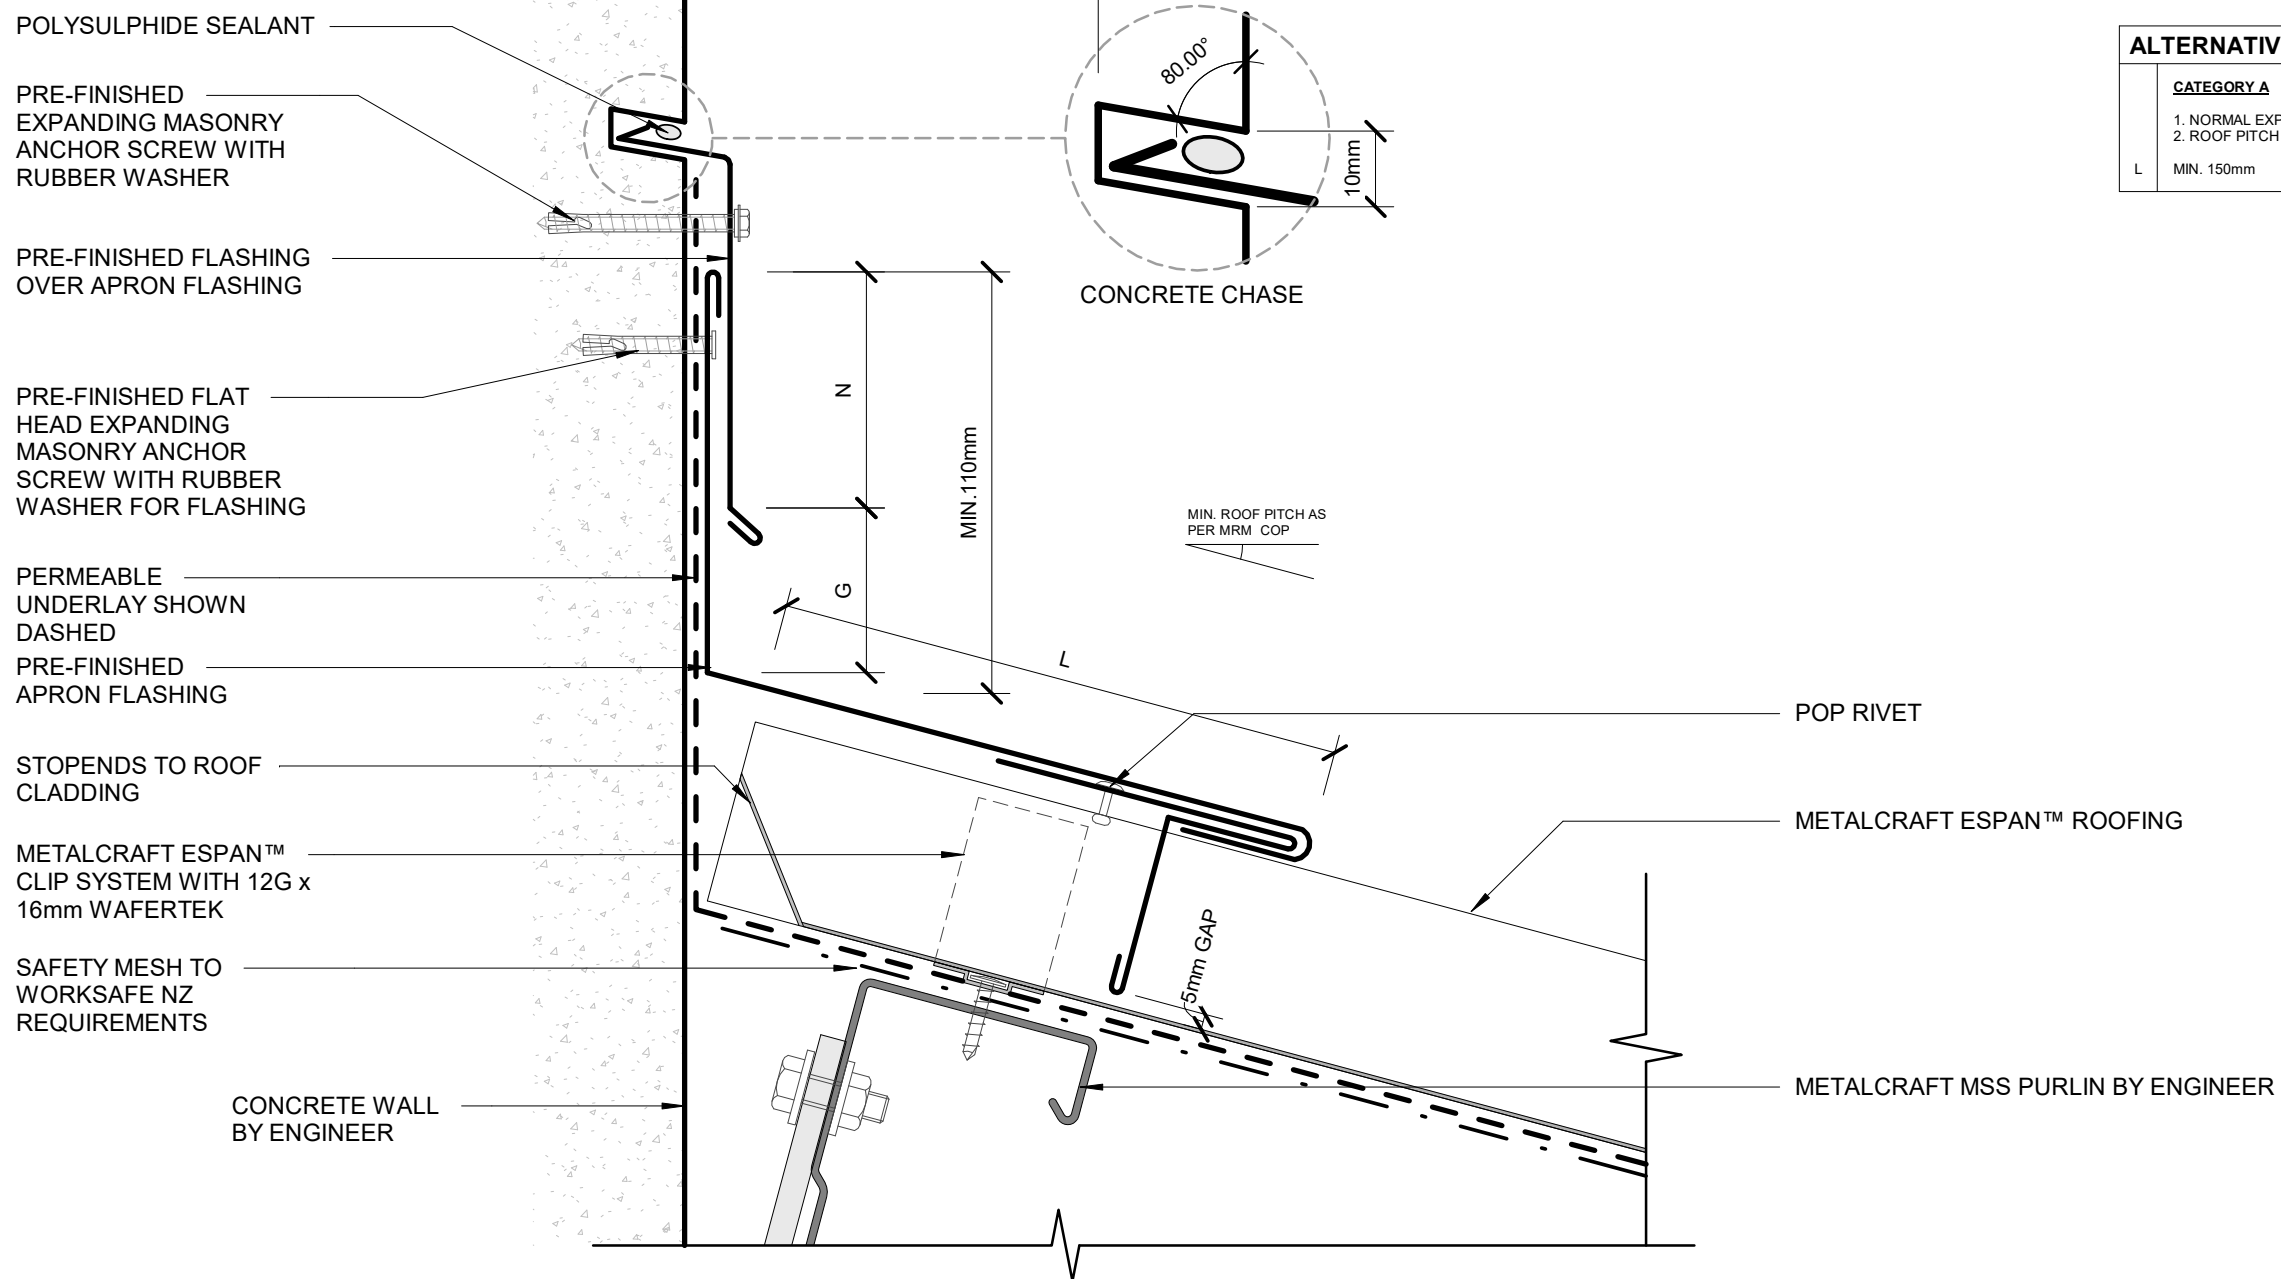 POLYSULPHIDE SEALANT
PRE-FINISHED
EXPANDING MASONRY
ANCHOR SCREW WITH
RUBBER WASHER
PRE-FINISHED FLASHING
OVER APRON FLASHING
PRE-FINISHED FLAT
HEAD EXPANDING
MASONRY ANCHOR
SCREW WITH RUBBER
WASHER FOR FLASHING
PERMEABLE
UNDERLAY SHOWN
DASHED
PRE-FINISHED
APRON FLASHING
STOPENDS TO ROOF
CLADDING
METALCRAFT ESPAN™
CLIP SYSTEM WITH 12G x
16mm WAFERTEK
SAFETY MESH TO
WORKSAFE NZ
REQUIREMENTS
CONCRETE WALL
BY ENGINEER
80.00°
10mm
CONCRETE CHASE
N
G
MIN.110mm
L
MIN. ROOF PITCH AS
PER MRM COP
5mm GAP
POP RIVET
METALCRAFT ESPAN™ ROOFING
METALCRAFT MSS PURLIN BY ENGINEER
ALTERNATIV
CATEGORY A
1. NORMAL EXP
2. ROOF PITCH
L MIN. 150mm